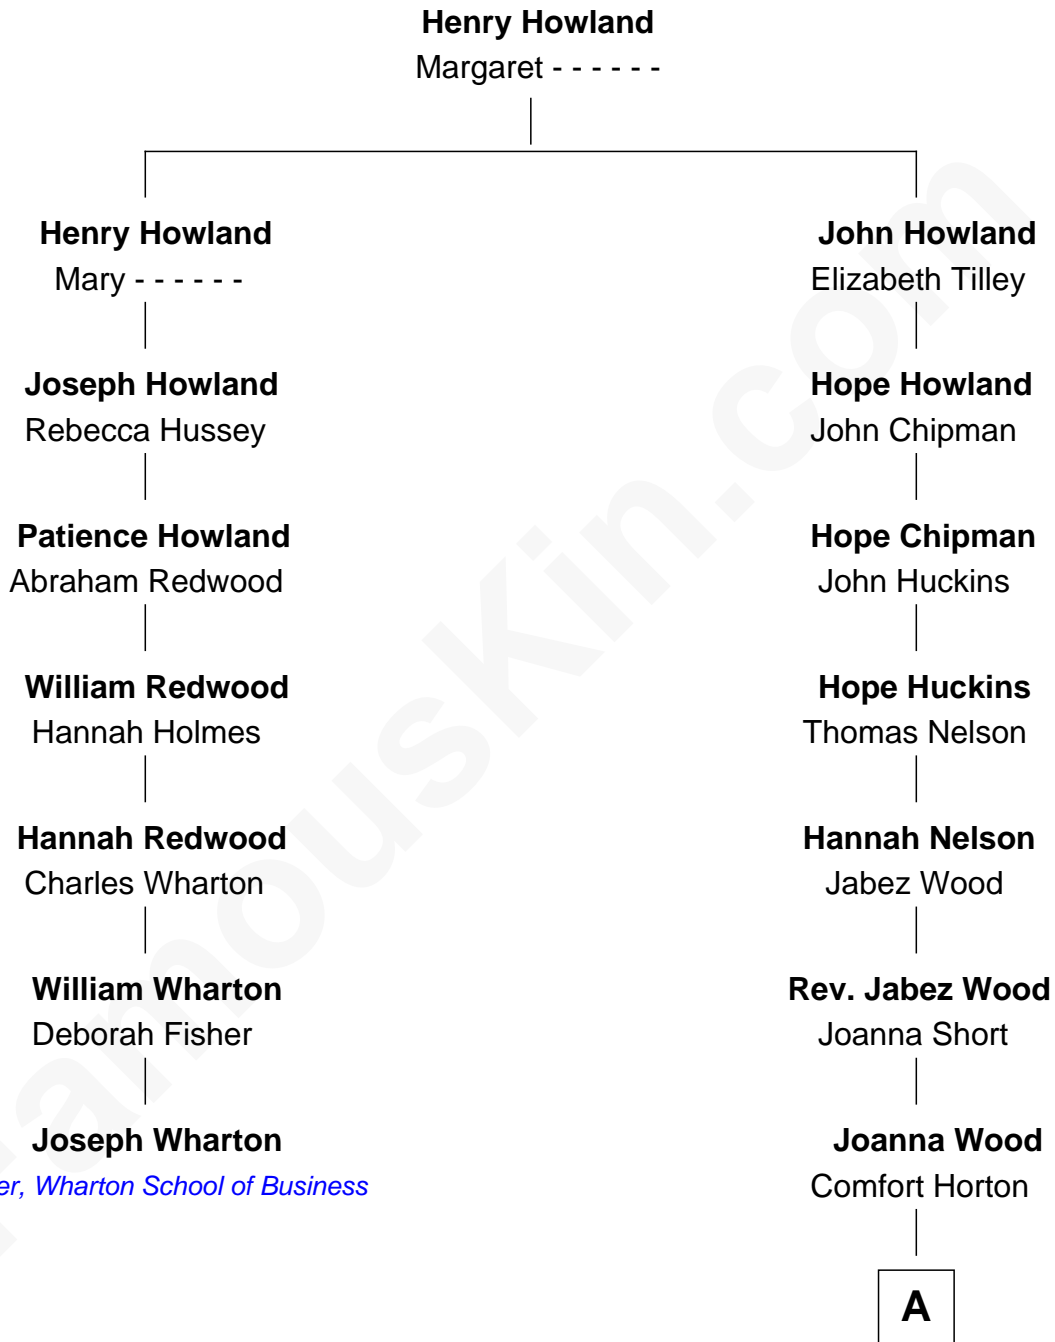 Henry Howland
Margaret - - - - - -
Henry Howland
Mary - - - - - -
John Howland
Elizabeth Tilley
Joseph Howland
Rebecca Hussey
Hope Howland
John Chipman
Patience Howland
Abraham Redwood
Hope Chipman
John Huckins
William Redwood
Hannah Holmes
Hope Huckins
Thomas Nelson
Hannah Redwood
Charles Wharton
Hannah Nelson
Jabez Wood
William Wharton
Deborah Fisher
Rev. Jabez Wood
Joanna Short
Joseph Wharton
er, Wharton School of Business
Joanna Wood
Comfort Horton
A
FamousKin.com